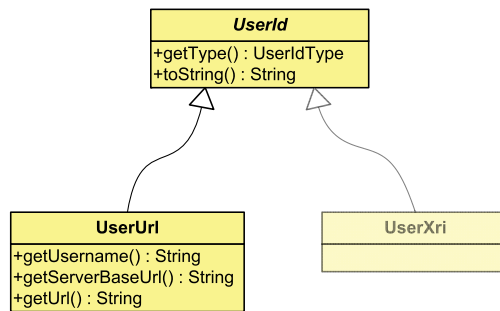 UserId
+getType() : UserIdType
+toString() : String
UserUrl
+getUsername() : String
+getServerBaseUrl() : String
+getUrl() : String
UserXri